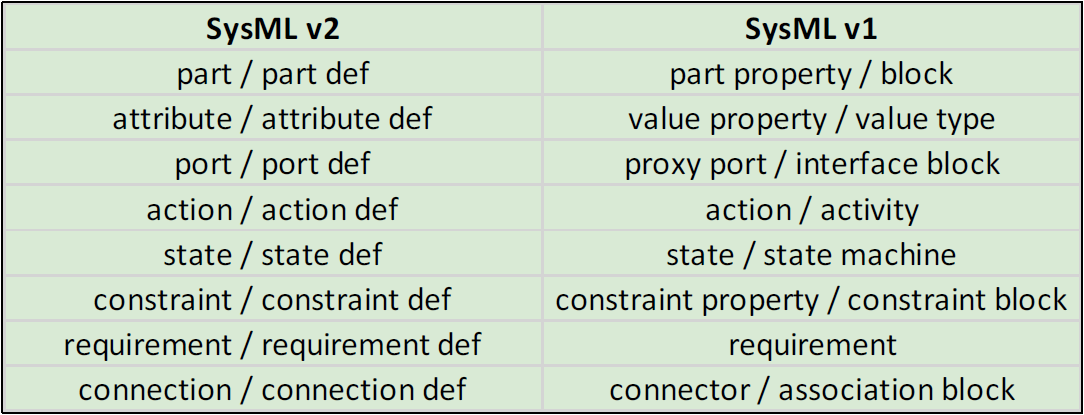 SysML v2 SysML v1
part / part def part property / block
attribute / attribute def value property / value type
port / port def proxy port / interface block
action / action def action / activity
state / state def state / state machine
constraint / constraint def constraint property / constraint block
requirement / requirement def requirement
connection / connection def connector / association block